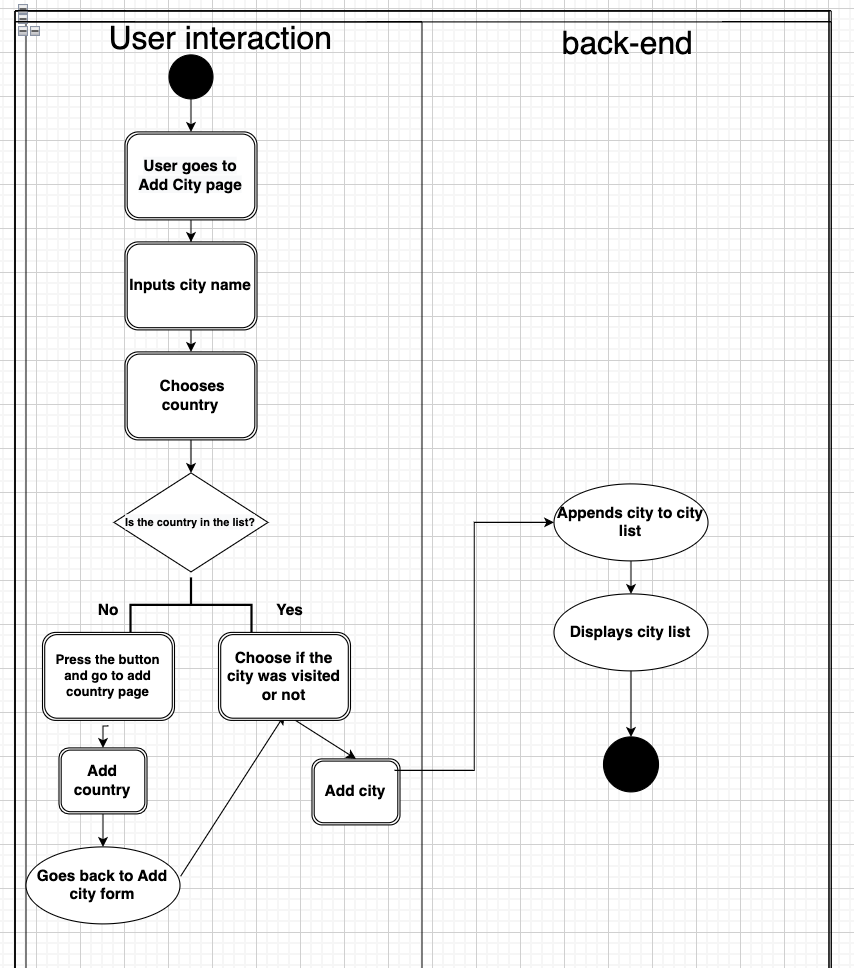 User interaction
back-end
User goes to
Add City page
Inputs city name
Chooses
country
Is the country in the list?
No
Yes
Press the button
and go to add
country page
Choose if the
city was visited
or not
Add
country
Add city
Goes back to Add
city form
Appends city to city
list
Displays city list